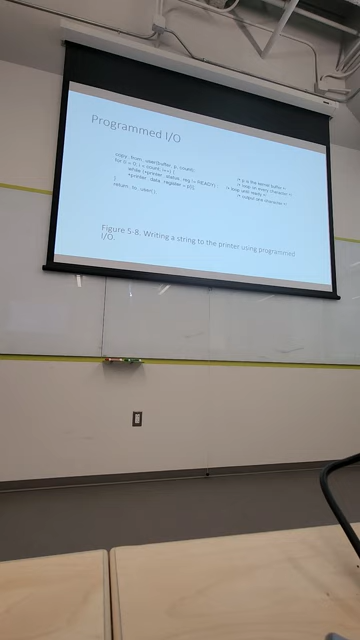 Programmed I/O
copy_from_user(buffer, p, count);
/* p is the kernel buffer */
for (i = 0; i < count; i++) {
/* loop on every character */
while (*printer_status_reg != READY) ;
/* loop until ready */
*printer_data_register = p[i];
/* output one character */
}
return_to_user();
Figure 5-8. Writing a string to the printer using programmed
I/O.